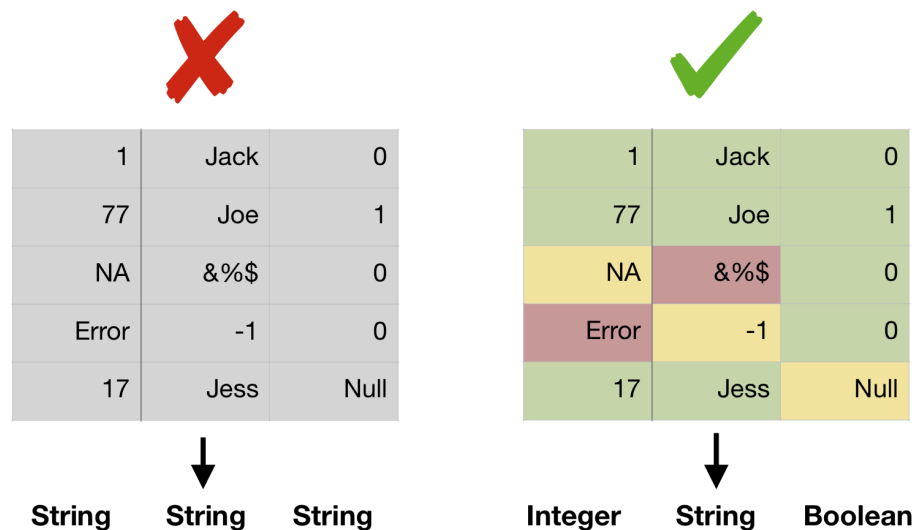 1 Jack 0
77 Joe 1
NA &%$ 0
Error -1 0
17 Jess Null
String String String
1 Jack 0
77 Joe 1
NA &%$ 0
Error -1 0
17 Jess Null
Integer String Boolean